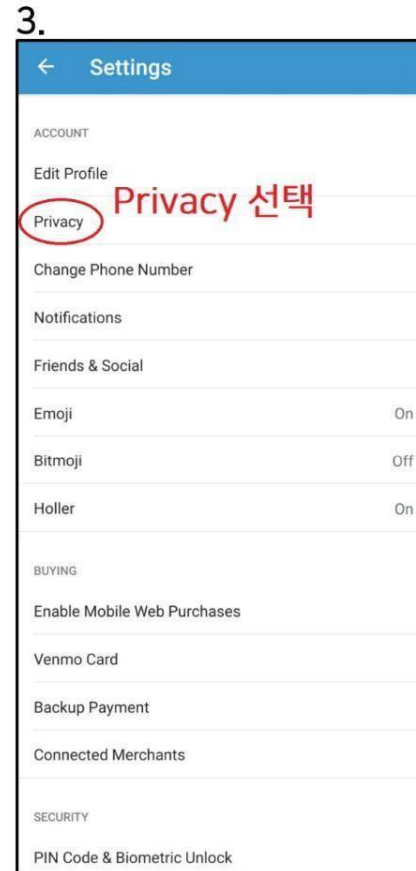 3.
← Settings
ACCOUNT
Edit Profile
Privacy 선택
Privacy
Change Phone Number
Notifications
Friends & Social
Emoji On
Bitmoji Off
Holler On
BUYING
Enable Mobile Web Purchases
Venmo Card
Backup Payment
Connected Merchants
SECURITY
PIN Code & Biometric Unlock